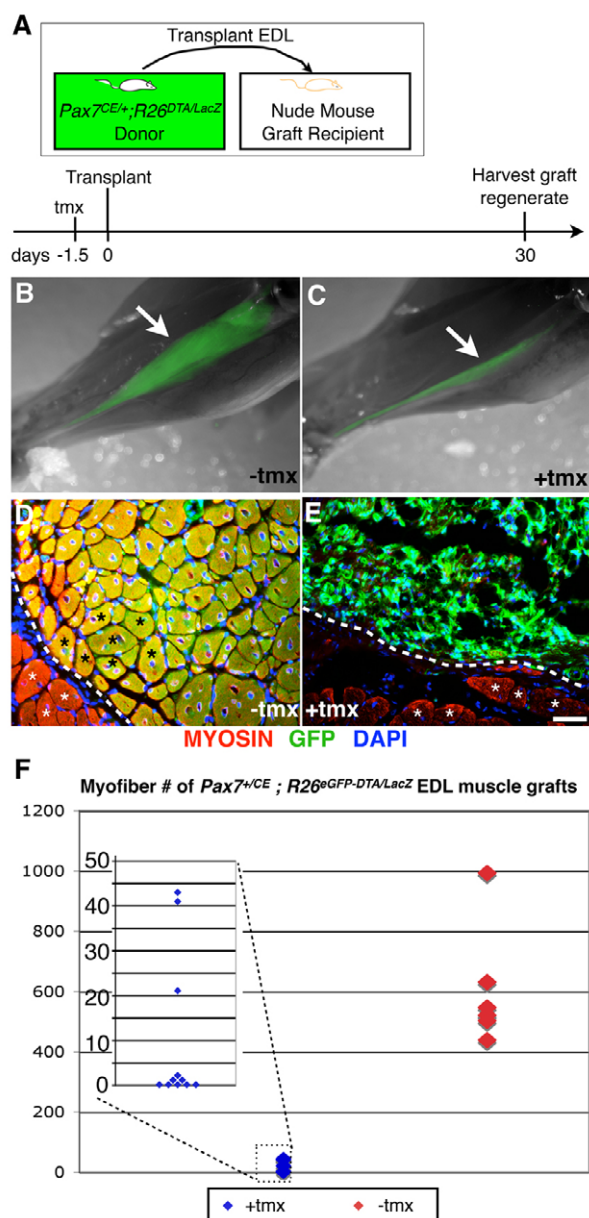 A
Transplant EDL
Pax7CE/+;R26DTA/LacZ
Donor
Nude Mouse
Graft Recipient
Transplant
tmx
Harvest graft
regenerate
days -1.5 0 30
B
-tmx
C
+tmx
D
* * * * * * * *
* * *
-tmx
E
* * * * *
+tmx
MYOSIN GFP DAPI
F
Myofiber # of Pax7+/CE ; R26eGFP-DTA/LacZ EDL muscle grafts
1200
1000
800
600
400
200
0
50
40
30
20
10
0
+tmx -tmx